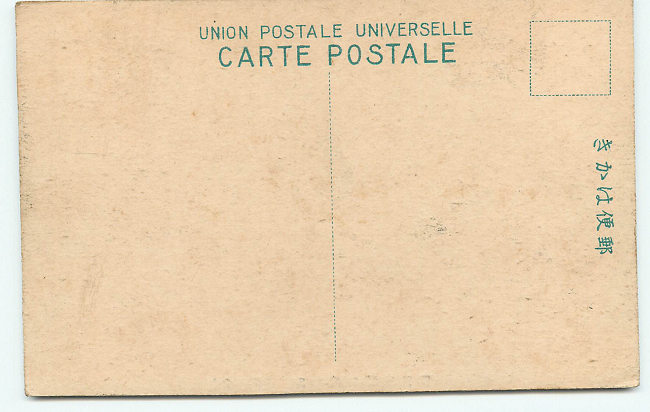 UNION POSTALE UNIVERSELLE
CARTE POSTALE
郵便はかき